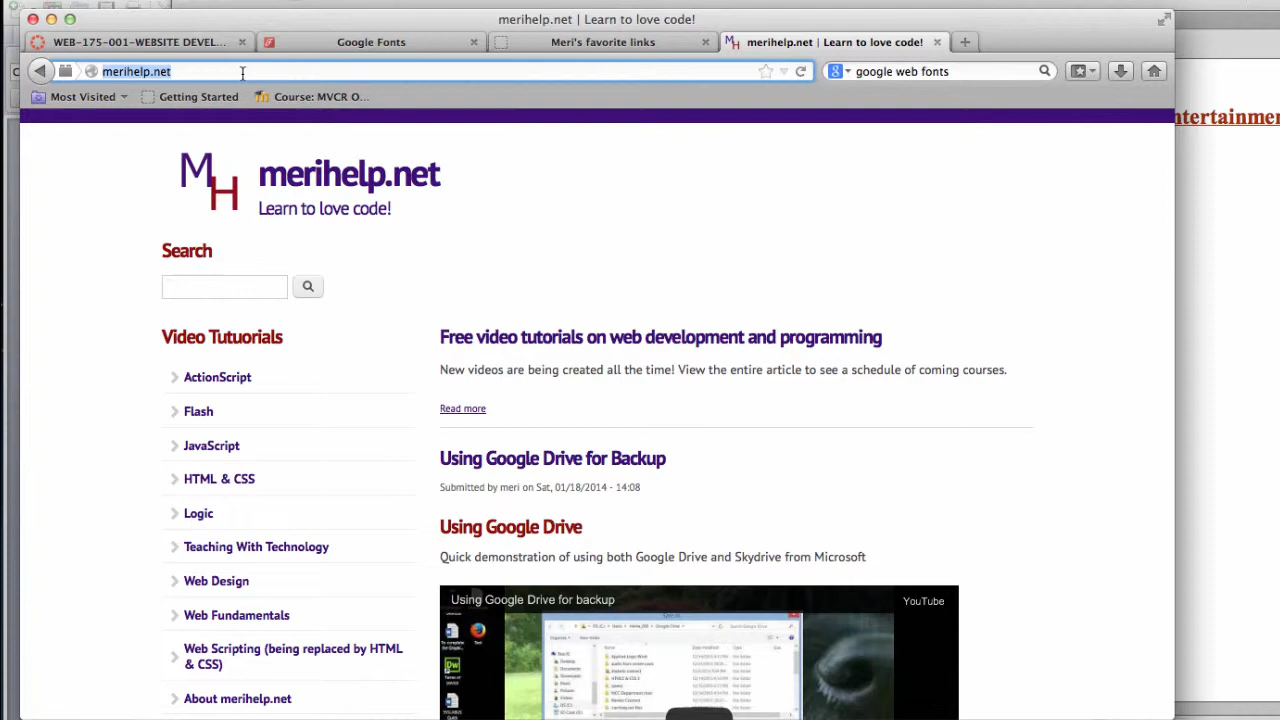 merihelp.net | Learn to love code!
WEB-175-001-WEBSITE DEVEL...
Google Fonts
Meri's favorite links
merihelp.net | Learn to love code!
merihelp.net
google web fonts
Most Visited
Getting Started
Course: MVCR O...
ntertainmen
MH
merihelp.net
Learn to love code!
Search
Video Tutuorials
ActionScript
Flash
JavaScript
HTML & CSS
Logic
Teaching With Technology
Web Design
Web Fundamentals
Web Scripting (being replaced by HTML
& CSS)
About merihelp.net
Free video tutorials on web development and programming
New videos are being created all the time! View the entire article to see a schedule of coming courses.
Read more
Using Google Drive for Backup
Submitted by meri on Sat, 01/18/2014 - 14:08
Using Google Drive
Quick demonstration of using both Google Drive and Skydrive from Microsoft
Using Google Drive for backup
YouTube